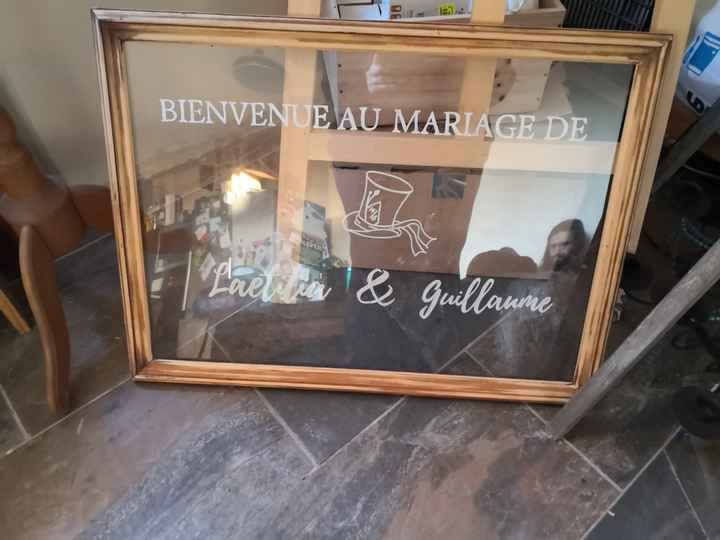 BIENVENUE AU MARIAGE DE
Laetitia & Guillaume